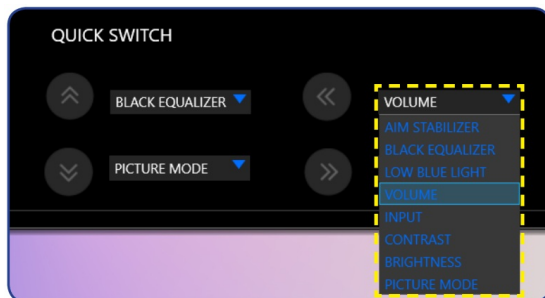 QUICK SWITCH
BLACK EQUALIZER
PICTURE MODE
VOLUME
AIM STABILIZER
BLACK EQUALIZER
LOW BLUE LIGHT
VOLUME
INPUT
CONTRAST
BRIGHTNESS
PICTURE MODE